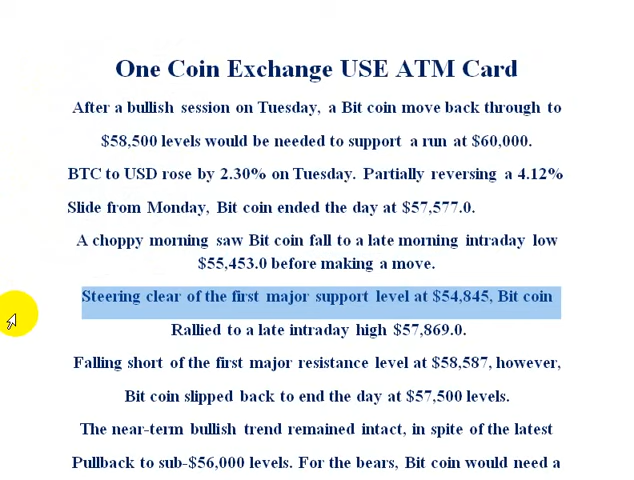 One Coin Exchange USE ATM Card
After a bullish session on Tuesday, a Bit coin move back through to
$58,500 levels would be needed to support a run at $60,000.
BTC to USD rose by 2.30% on Tuesday. Partially reversing a 4.12%
Slide from Monday, Bit coin ended the day at $57,577.0.
A choppy morning saw Bit coin fall to a late morning intraday low
$55,453.0 before making a move.
Steering clear of the first major support level at $54,845, Bit coin
Rallied to a late intraday high $57,869.0.
Falling short of the first major resistance level at $58,587, however,
Bit coin slipped back to end the day at $57,500 levels.
The near-term bullish trend remained intact, in spite of the latest
Pullback to sub-$56,000 levels. For the bears, Bit coin would need a